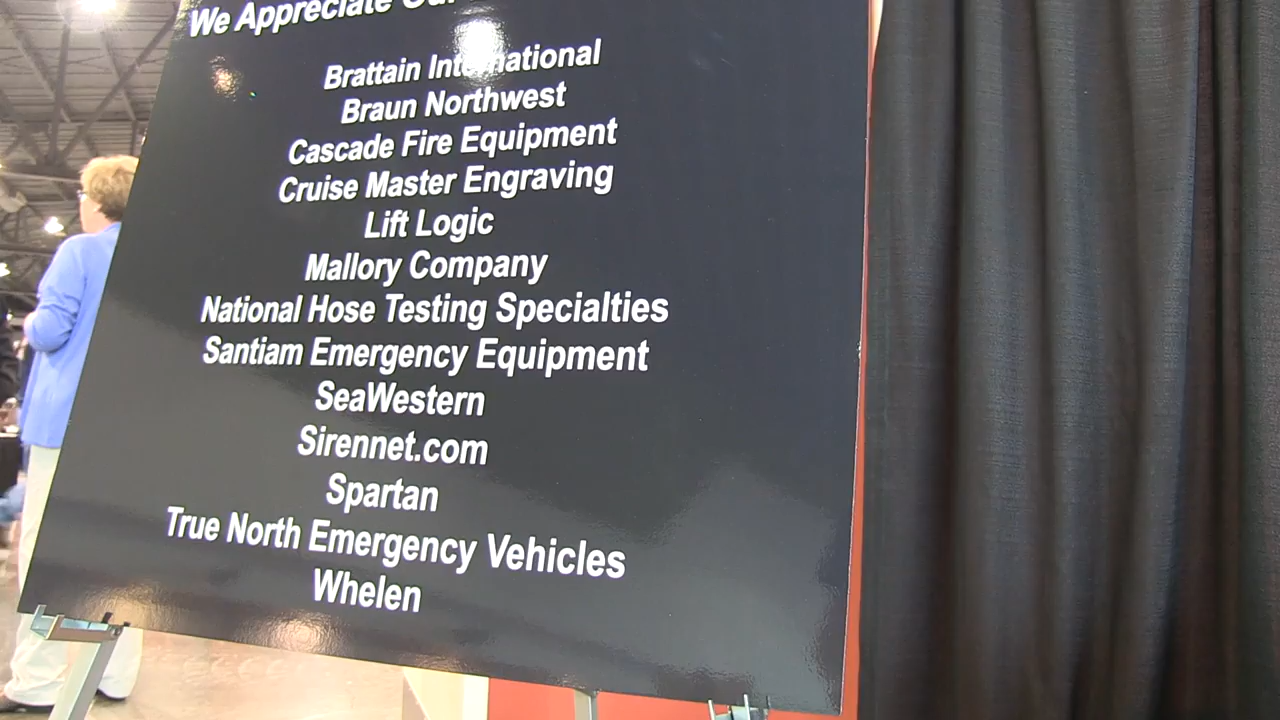 We Appreciate Our
Brattain International
Braun Northwest
Cascade Fire Equipment
Cruise Master Engraving
Lift Logic
Mallory Company
National Hose Testing Specialties
Santiam Emergency Equipment
SeaWestern
Sirennet.com
Spartan
True North Emergency Vehicles
Whelen